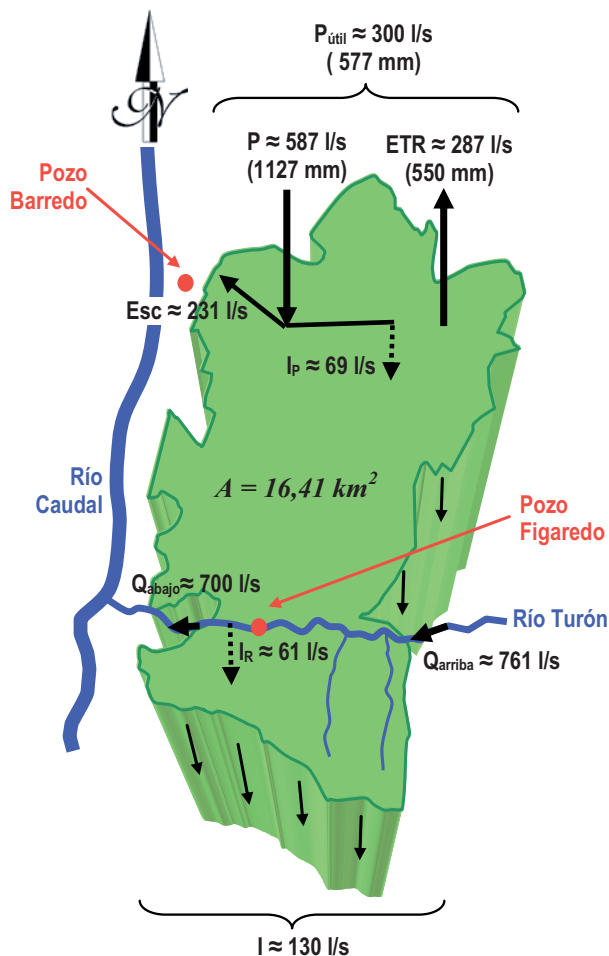 Pútil ≈ 300 l/s
( 577 mm)
N
P ≈ 587 l/s
(1127 mm)
ETR ≈ 287 l/s
(550 mm)
Pozo
Barredo
Esc ≈ 231 l/s
IP ≈ 69 l/s
A = 16,41 km²
Río
Caudal
Pozo
Figaredo
Qabajo ≈ 700 l/s
Río Turón
IR ≈ 61 l/s
Qarriba ≈ 761 l/s
I ≈ 130 l/s